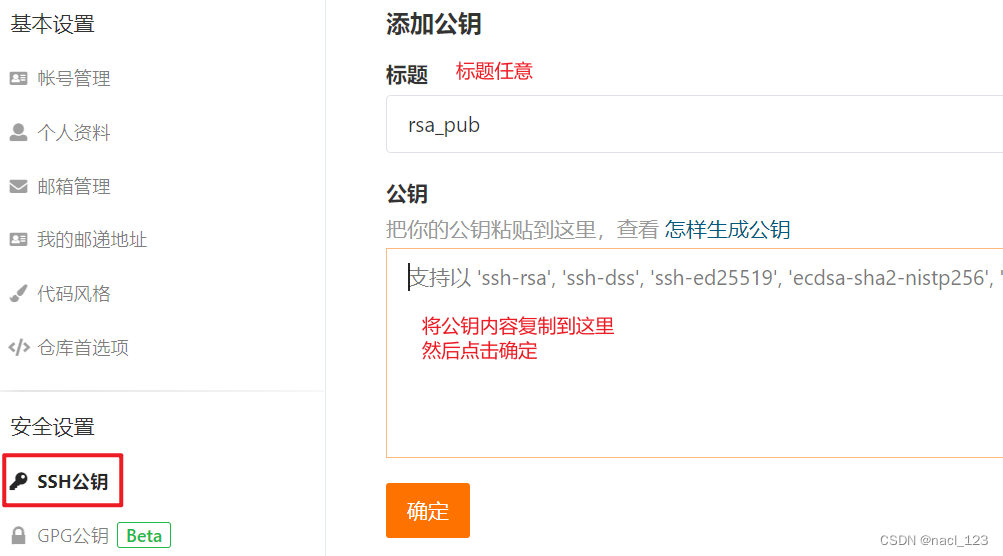 基本设置
帐号管理
个人资料
邮箱管理
我的邮递地址
代码风格
仓库首选项
安全设置
SSH公钥
GPG公钥 Beta
添加公钥
标题 标题任意
rsa_pub
公钥
把你的公钥粘贴到这里，查看 怎样生成公钥
支持以 'ssh-rsa', 'ssh-dss', 'ssh-ed25519', 'ecdsa-sha2-nistp256', '
将公钥内容复制到这里
然后点击确定
确定
CSDN @nacl_123